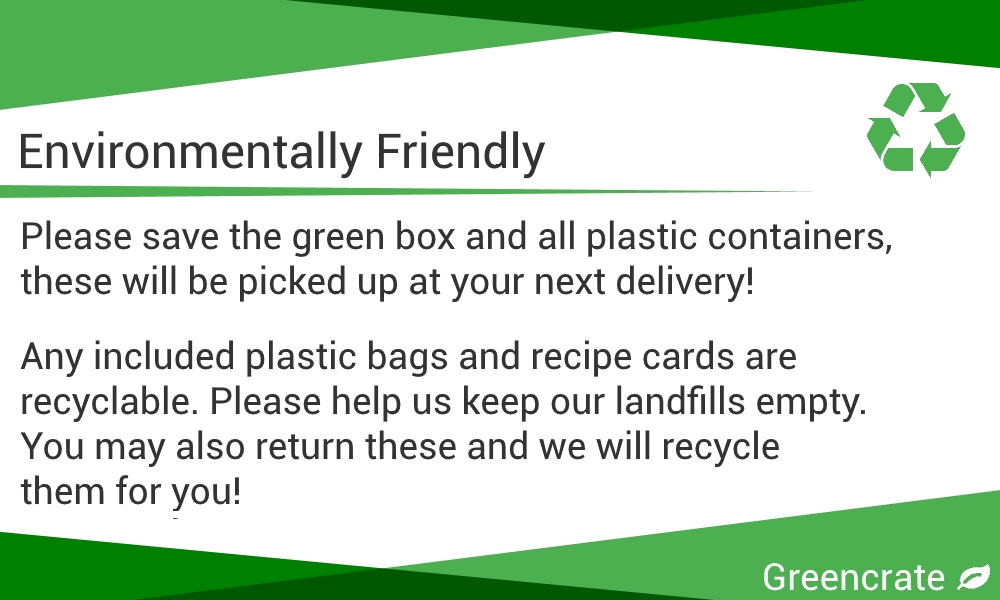 Environmentally Friendly
Please save the green box and all plastic containers,
these will be picked up at your next delivery!
Any included plastic bags and recipe cards are
recyclable. Please help us keep our landfills empty.
You may also return these and we will recycle
them for you!
Greencrate